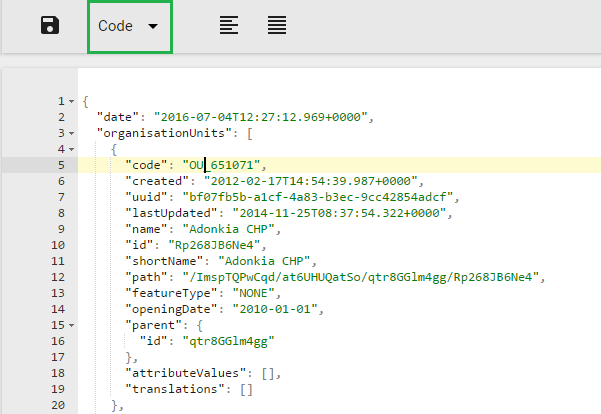 Code
1 {
2 "date": "2016-07-04T12:27:12.969+0000",
3 "organisationUnits": [
4 {
5 "code": "OU_651071",
6 "created": "2012-02-17T14:54:39.987+0000",
7 "uuid": "bf07fb5b-a1cf-4a83-b3ec-9cc42854adcf",
8 "lastUpdated": "2014-11-25T08:37:54.322+0000",
9 "name": "Adonkia CHP",
10 "id": "Rp268JB6Ne4",
11 "shortName": "Adonkia CHP",
12 "path": "/ImspTQPwCqd/at6UHUQatSo/qtr8GGlm4gg/Rp268JB6Ne4",
13 "featureType": "NONE",
14 "openingDate": "2010-01-01",
15 "parent": {
16 "id": "qtr8GGlm4gg"
17 },
18 "attributeValues": [],
19 "translations": []
20 },